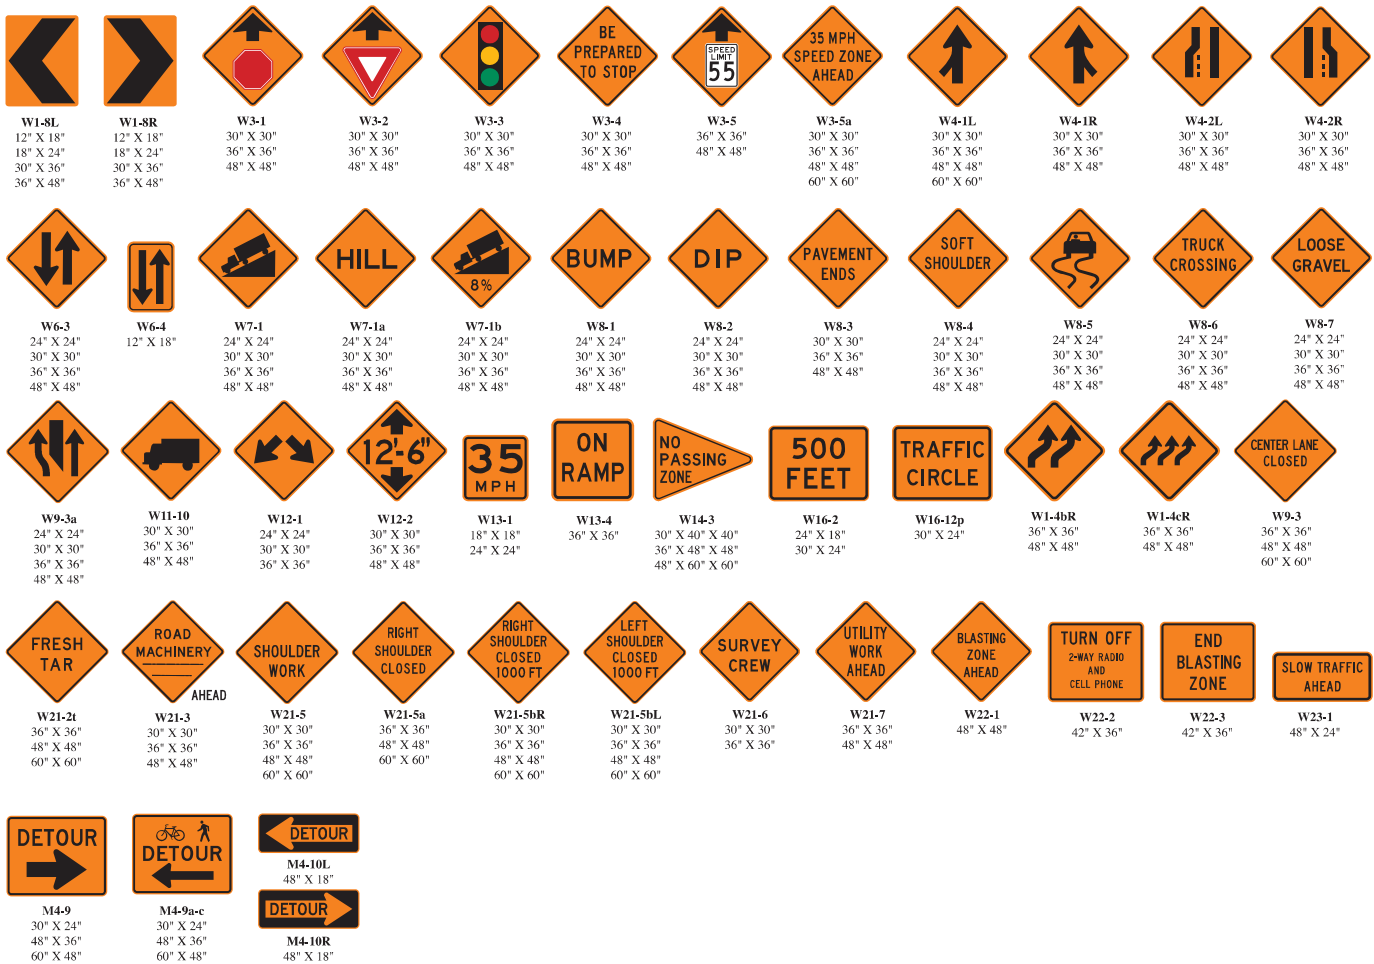 BE
PREPARED
TO STOP
SPEED
LIMIT
55
35 MPH
SPEED ZONE
AHEAD
W1-8L
12" X 18"
18" X 24"
30" X 36"
36" X 48"
W1-8R
12" X 18"
18" X 24"
30" X 36"
36" X 48"
W3-1
30" X 30"
36" X 36"
48" X 48"
W3-2
30" X 30"
36" X 36"
48" X 48"
W3-3
30" X 30"
36" X 36"
48" X 48"
W3-4
30" X 30"
36" X 36"
48" X 48"
W3-5
36" X 36"
48" X 48"
W3-5a
30" X 30"
36" X 36"
48" X 48"
60" X 60"
W4-1L
30" X 30"
36" X 36"
48" X 48"
60" X 60"
W4-1R
30" X 30"
36" X 36"
48" X 48"
W4-2L
30" X 30"
36" X 36"
48" X 48"
W4-2R
30" X 30"
36" X 36"
48" X 48"
HILL
8%
BUMP
DIP
PAVEMENT
ENDS
SOFT
SHOULDER
TRUCK
CROSSING
LOOSE
GRAVEL
W6-3
24" X 24"
30" X 30"
36" X 36"
48" X 48"
W6-4
12" X 18"
W7-1
24" X 24"
30" X 30"
36" X 36"
48" X 48"
W7-1a
24" X 24"
30" X 30"
36" X 36"
48" X 48"
W7-1b
24" X 24"
30" X 30"
36" X 36"
48" X 48"
W8-1
24" X 24"
30" X 30"
36" X 36"
48" X 48"
W8-2
24" X 24"
30" X 30"
36" X 36"
48" X 48"
W8-3
30" X 30"
36" X 36"
48" X 48"
W8-4
24" X 24"
30" X 30"
36" X 36"
48" X 48"
W8-5
24" X 24"
30" X 30"
36" X 36"
48" X 48"
W8-6
24" X 24"
30" X 30"
36" X 36"
48" X 48"
W8-7
24" X 24"
30" X 30"
36" X 36"
48" X 48"
12'-6"
35
MPH
ON
RAMP
NO
PASSING
ZONE
500
FEET
TRAFFIC
CIRCLE
CENTER LANE
CLOSED
W9-3a
24" X 24"
30" X 30"
36" X 36"
48" X 48"
W11-10
30" X 30"
36" X 36"
48" X 48"
W12-1
24" X 24"
30" X 30"
36" X 36"
W12-2
30" X 30"
36" X 36"
48" X 48"
W13-1
18" X 18"
24" X 24"
W13-4
36" X 36"
W14-3
30" X 40" X 40"
36" X 48" X 48"
48" X 60" X 60"
W16-2
24" X 18"
30" X 24"
W16-12p
30" X 24"
W1-4bR
36" X 36"
48" X 48"
W1-4cR
36" X 36"
48" X 48"
W9-3
36" X 36"
48" X 48"
60" X 60"
FRESH
TAR
ROAD
MACHINERY
AHEAD
SHOULDER
WORK
RIGHT
SHOULDER
CLOSED
RIGHT
SHOULDER
CLOSED
1000 FT
LEFT
SHOULDER
CLOSED
1000 FT
SURVEY
CREW
UTILITY
WORK
AHEAD
BLASTING
ZONE
AHEAD
TURN OFF
2-WAY RADIO
AND
CELL PHONE
END
BLASTING
ZONE
SLOW TRAFFIC
AHEAD
W21-2t
36" X 36"
48" X 48"
60" X 60"
W21-3
30" X 30"
36" X 36"
48" X 48"
W21-5
30" X 30"
36" X 36"
48" X 48"
60" X 60"
W21-5a
36" X 36"
48" X 48"
60" X 60"
W21-5bR
30" X 30"
36" X 36"
48" X 48"
60" X 60"
W21-5bL
30" X 30"
36" X 36"
48" X 48"
60" X 60"
W21-6
30" X 30"
36" X 36"
W21-7
36" X 36"
48" X 48"
W22-1
48" X 48"
W22-2
42" X 36"
W22-3
42" X 36"
W23-1
48" X 24"
DETOUR
M4-9
30" X 24"
48" X 36"
60" X 48"
DETOUR
M4-9a-c
30" X 24"
48" X 36"
60" X 48"
DETOUR
M4-10L
48" X 18"
DETOUR
M4-10R
48" X 18"